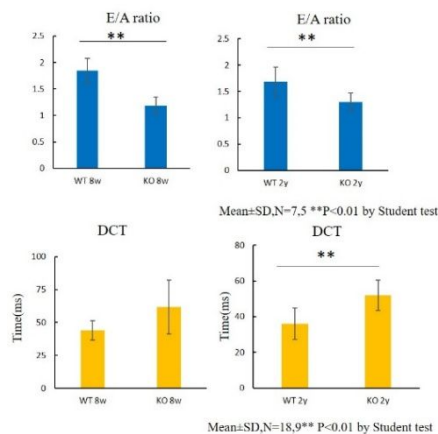 E/A ratio
**
2.5
2
1.5
1
0.5
0
WT 8w
KO 8w
E/A ratio
**
2.5
2
1.5
1
0.5
0
WT 2y
KO 2y
Mean±SD,N=7,5 **P<0.01 by Student test
DCT
Time(ms)
100
75
50
25
0
WT 8w
KO 8w
DCT
**
Time(ms)
80
60
40
20
0
WT 2y
KO 2y
Mean±SD,N=18,9** P<0.01 by Student test